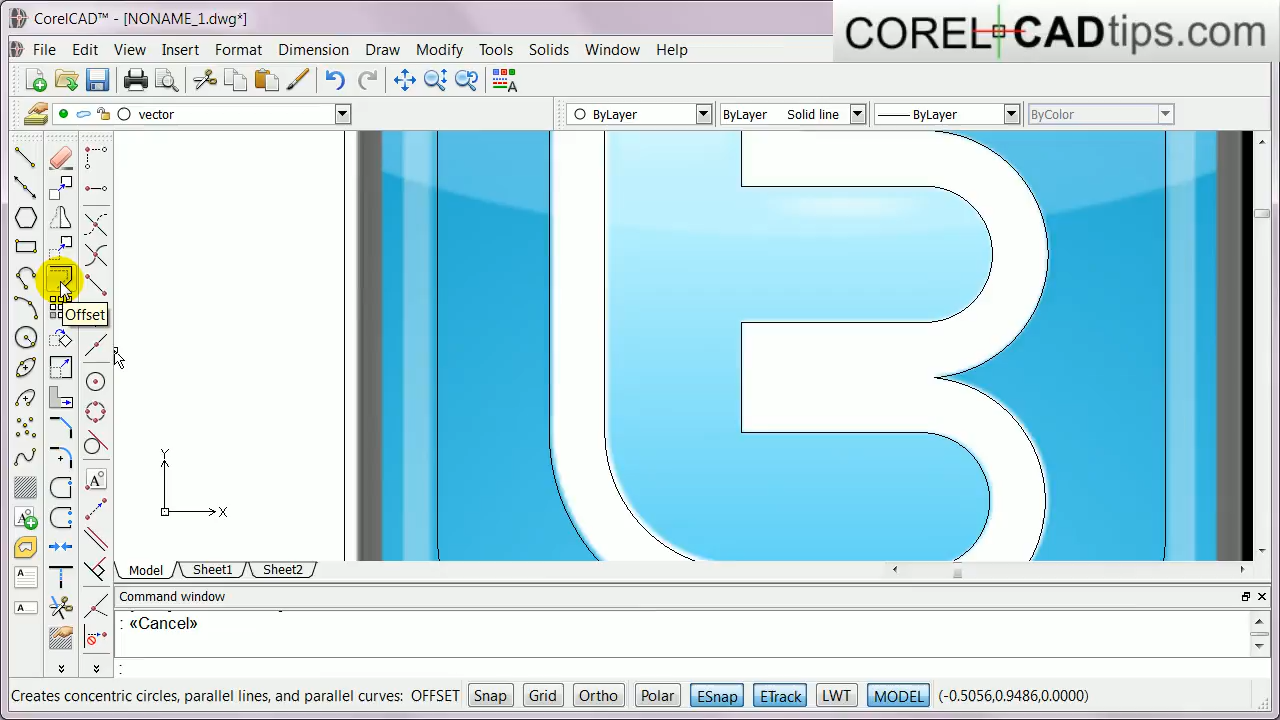 CorelCAD™ - [NONAME_1.dwg*]
COREL CADtips.com
File Edit View Insert Format Dimension Draw Modify Tools Solids Window Help
vector ByLayer ByLayer Solid line ByLayer ByColor
Offset
Y
X
Model Sheet1 Sheet2
Command window
: «Cancel»
:
Creates concentric circles, parallel lines, and parallel curves: OFFSET Snap Grid Ortho Polar ESnap ETrack LWT MODEL (-0.5056,0.9486,0.0000)